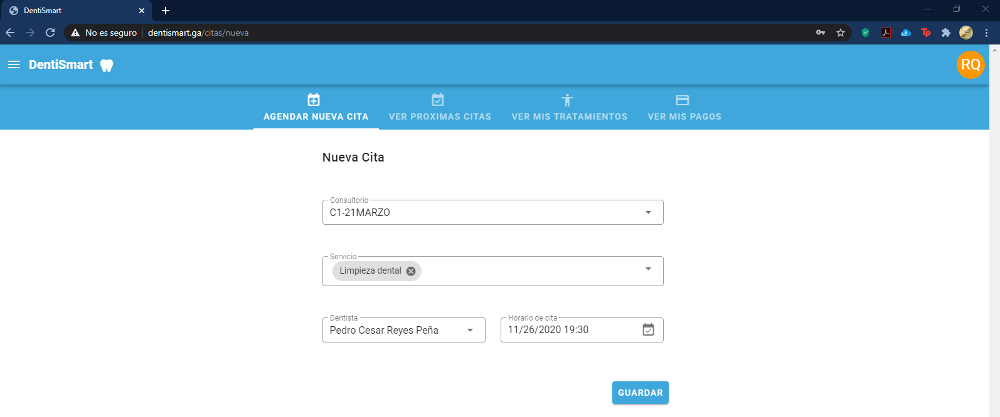 DentiSmart
No es seguro dentismart.ga/citas/nueva
DentiSmart
RQ
AGENDAR NUEVA CITA
VER PROXIMAS CITAS
VER MIS TRATAMIENTOS
VER MIS PAGOS
Nueva Cita
Consultorio
C1-21MARZO
Servicio
Limpieza dental
Dentista
Pedro Cesar Reyes Peña
Horario de cita
11/26/2020 19:30
GUARDAR